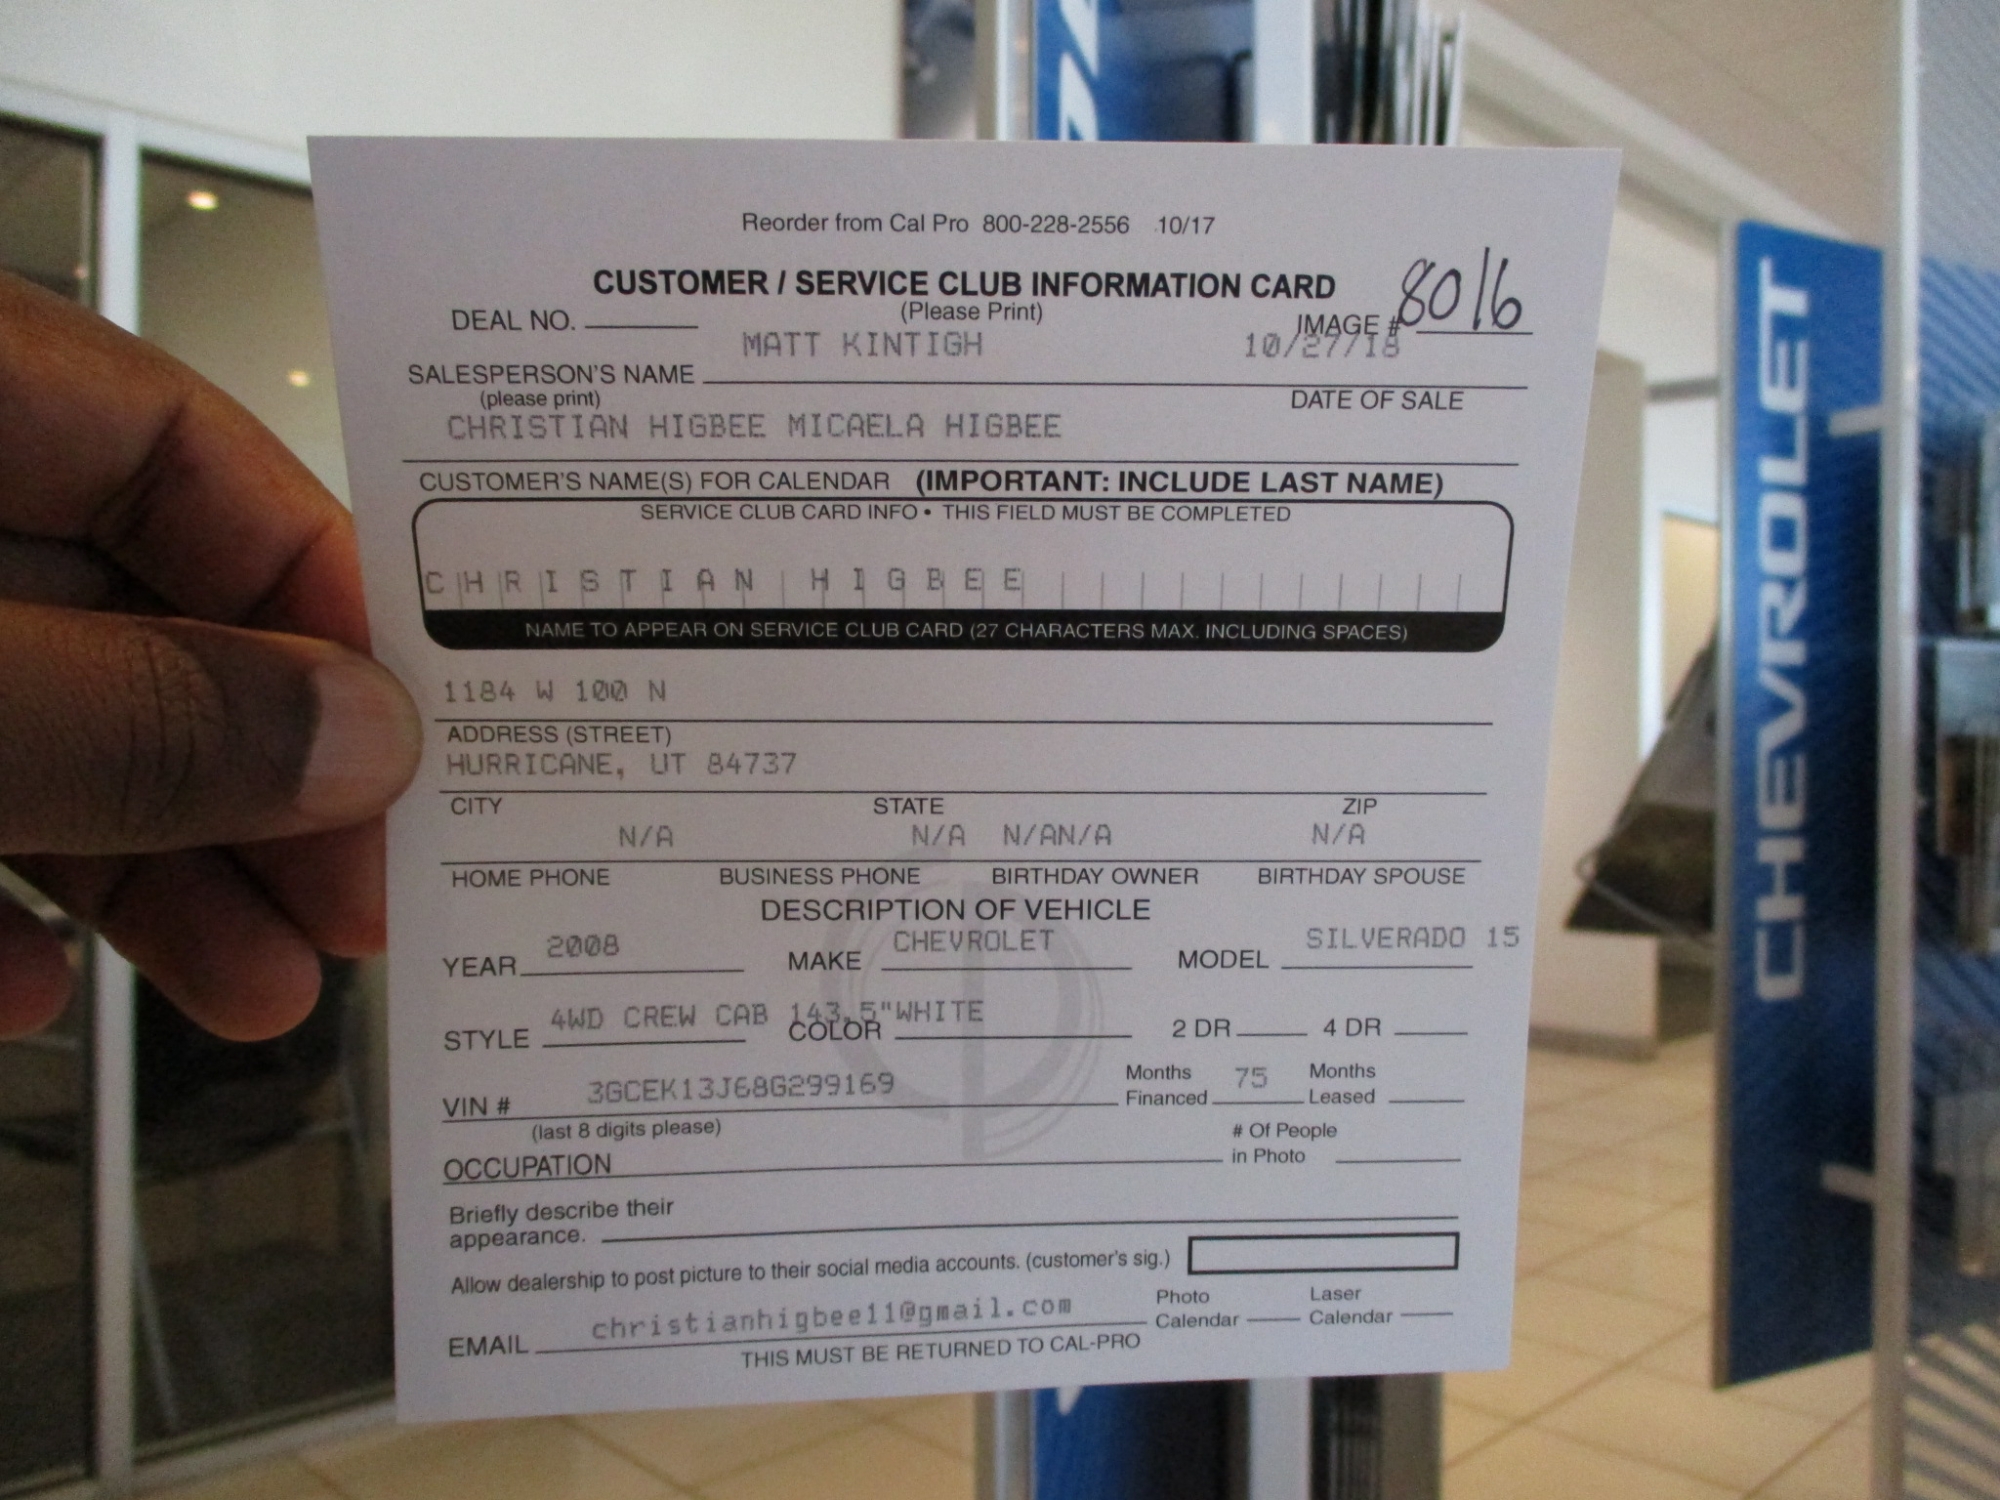 Reorder from Cal Pro 800-228-2556 10/17
CUSTOMER / SERVICE CLUB INFORMATION CARD
(Please Print)
DEAL NO.
IMAGE # 8016
MATT KINTIGH 10/27/18
SALESPERSON'S NAME
(please print)
DATE OF SALE
CHRISTIAN HIGBEE MICAELA HIGBEE
CUSTOMER'S NAME(S) FOR CALENDAR (IMPORTANT: INCLUDE LAST NAME)
SERVICE CLUB CARD INFO • THIS FIELD MUST BE COMPLETED
CHRISTIAN HIGBEE
NAME TO APPEAR ON SERVICE CLUB CARD (27 CHARACTERS MAX. INCLUDING SPACES)
1184 W 100 N
ADDRESS (STREET)
HURRICANE, UT 84737
CITY STATE ZIP
N/A N/A N/AN/A N/A
HOME PHONE BUSINESS PHONE BIRTHDAY OWNER BIRTHDAY SPOUSE
DESCRIPTION OF VEHICLE
YEAR 2008 MAKE CHEVROLET MODEL SILVERADO 15
STYLE 4WD CREW CAB 143.5" COLOR WHITE 2 DR 4 DR
VIN # 3GCEK13J68G299169
(last 8 digits please)
Months Financed 75 Months Leased
OCCUPATION
# Of People in Photo
Briefly describe their
appearance.
Allow dealership to post picture to their social media accounts. (customer's sig.)
EMAIL christianhigbee11@gmail.com
Photo Calendar Laser Calendar
THIS MUST BE RETURNED TO CAL-PRO
CHEVROLET